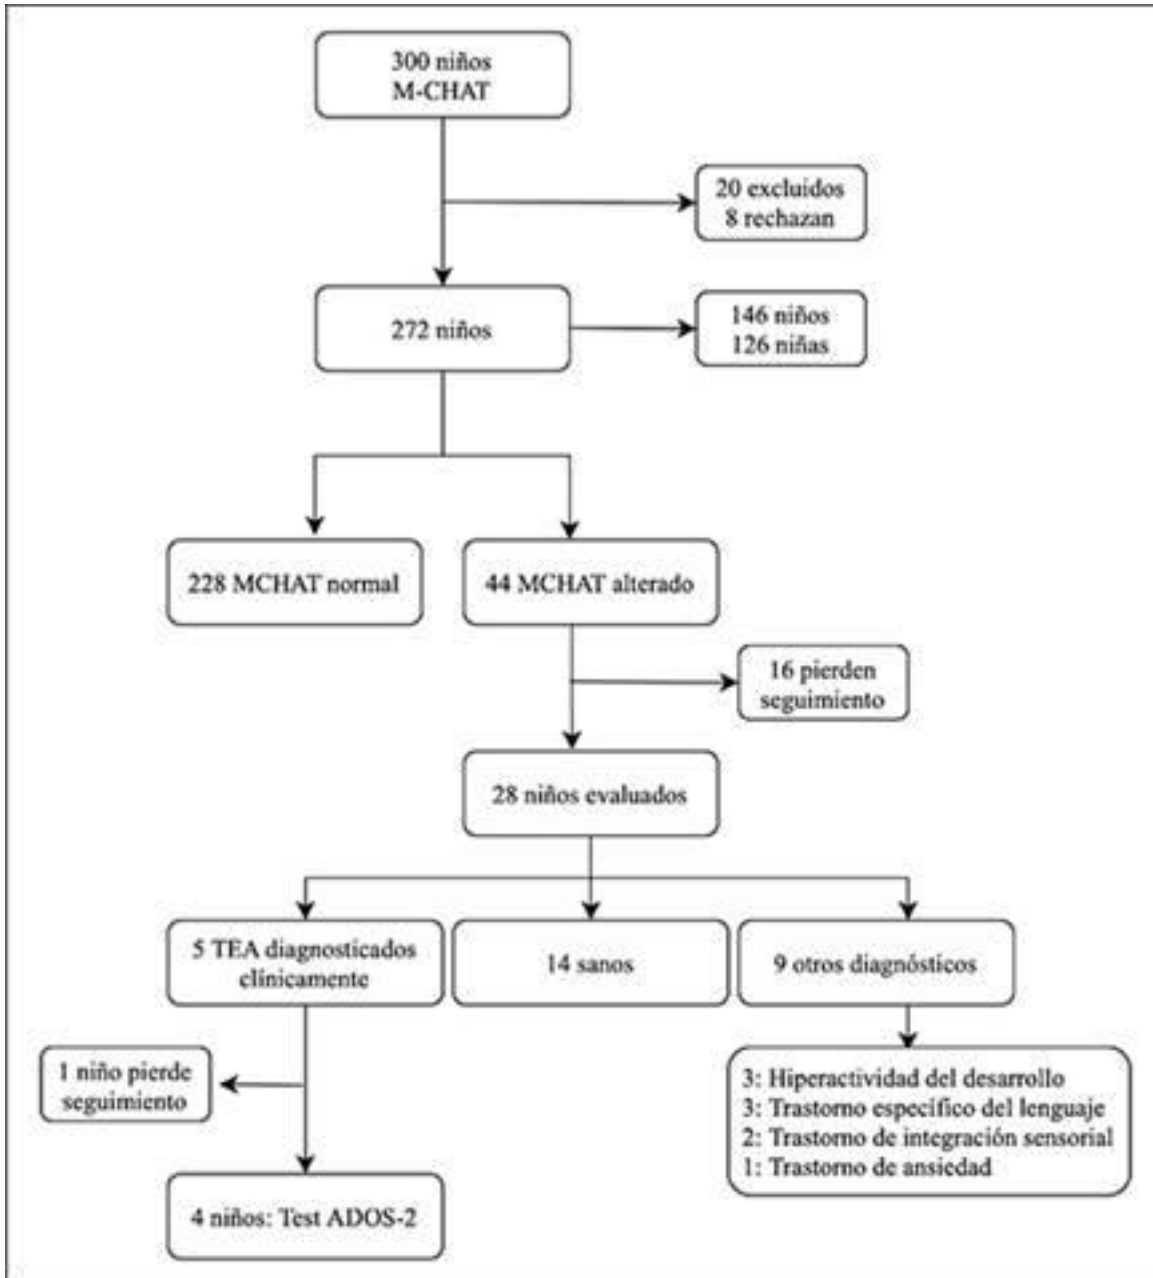 300 niños
M-CHAT
20 excluidos
8 rechazan
272 niños
146 niños
126 niñas
228 MCHAT normal
44 MCHAT alterado
16 pierden
seguimiento
28 niños evaluados
5 TEA diagnosticados
clínicamente
14 sanos
9 otros diagnósticos
1 niño pierde
seguimiento
3: Hiperactividad del desarrollo
3: Trastorno específico del lenguaje
2: Trastorno de integración sensorial
1: Trastorno de ansiedad
4 niños: Test ADOS-2